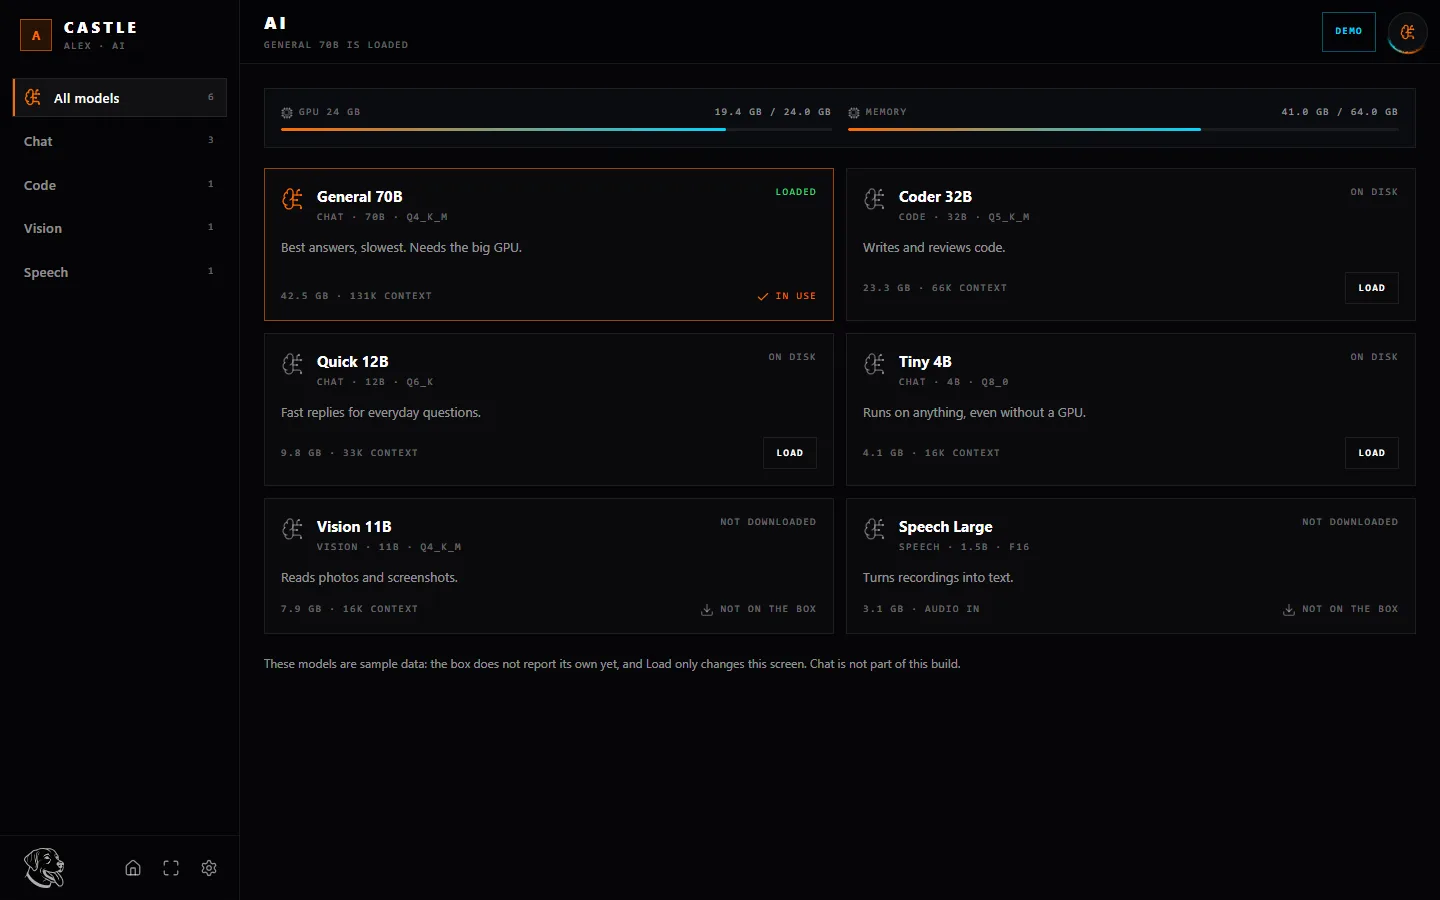 A
CASTLE
ALEX · AI
All models 6
Chat 3
Code 1
Vision 1
Speech 1
AI
GENERAL 70B IS LOADED
DEMO
GPU 24 GB 19.4 GB / 24.0 GB
MEMORY 41.0 GB / 64.0 GB
General 70B LOADED
CHAT · 70B · Q4_K_M
Best answers, slowest. Needs the big GPU.
42.5 GB · 131K CONTEXT IN USE
Coder 32B ON DISK
CODE · 32B · Q5_K_M
Writes and reviews code.
23.3 GB · 66K CONTEXT LOAD
Quick 12B ON DISK
CHAT · 12B · Q6_K
Fast replies for everyday questions.
9.8 GB · 33K CONTEXT LOAD
Tiny 4B ON DISK
CHAT · 4B · Q8_0
Runs on anything, even without a GPU.
4.1 GB · 16K CONTEXT LOAD
Vision 11B NOT DOWNLOADED
VISION · 11B · Q4_K_M
Reads photos and screenshots.
7.9 GB · 16K CONTEXT NOT ON THE BOX
Speech Large NOT DOWNLOADED
SPEECH · 1.5B · F16
Turns recordings into text.
3.1 GB · AUDIO IN NOT ON THE BOX
These models are sample data: the box does not report its own yet, and Load only changes this screen. Chat is not part of this build.